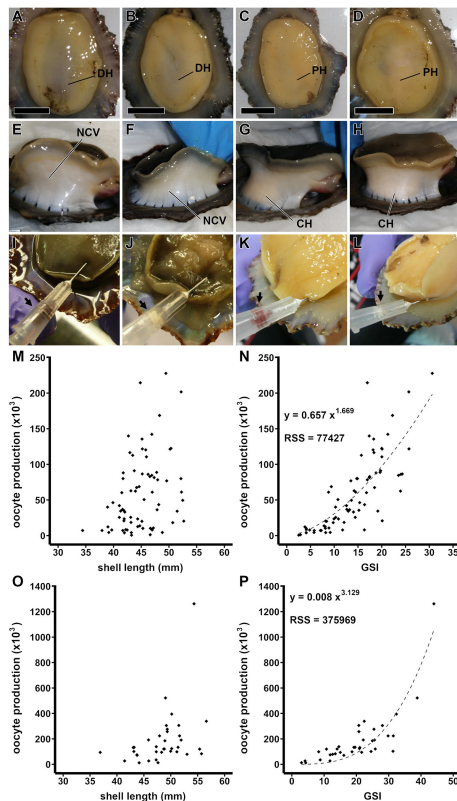 A
B
C
D
DH
DH
PH
PH
E
F
G
H
NCV
NCV
CH
CH
I
J
K
L
M
N
oocyte production (x10³)
250
200
150
100
50
0
30 35 40 45 50 55 60
shell length (mm)
oocyte production (x10³)
250
200
150
100
50
0
y = 0.657 x^1.669
RSS = 77427
0 5 10 15 20 25 30 35
GSI
O
P
oocyte production (x10³)
1400
1200
1000
800
600
400
200
0
30 35 40 45 50 55 60
shell length (mm)
oocyte production (x10³)
1400
1200
1000
800
600
400
200
0
y = 0.008 x^3.129
RSS = 375969
0 10 20 30 40 50
GSI